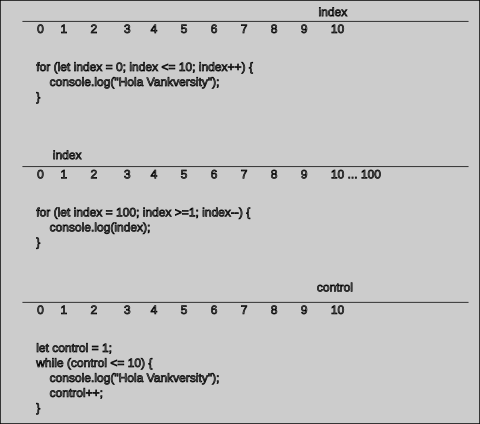 index
0 1 2 3 4 5 6 7 8 9 10
for (let index = 0; index <= 10; index++) {
console.log("Hola Vankversity");
}
index
0 1 2 3 4 5 6 7 8 9 10 ... 100
for (let index = 100; index >=1; index--) {
console.log(index);
}
control
0 1 2 3 4 5 6 7 8 9 10
let control = 1;
while (control <= 10) {
console.log("Hola Vankversity");
control++;
}